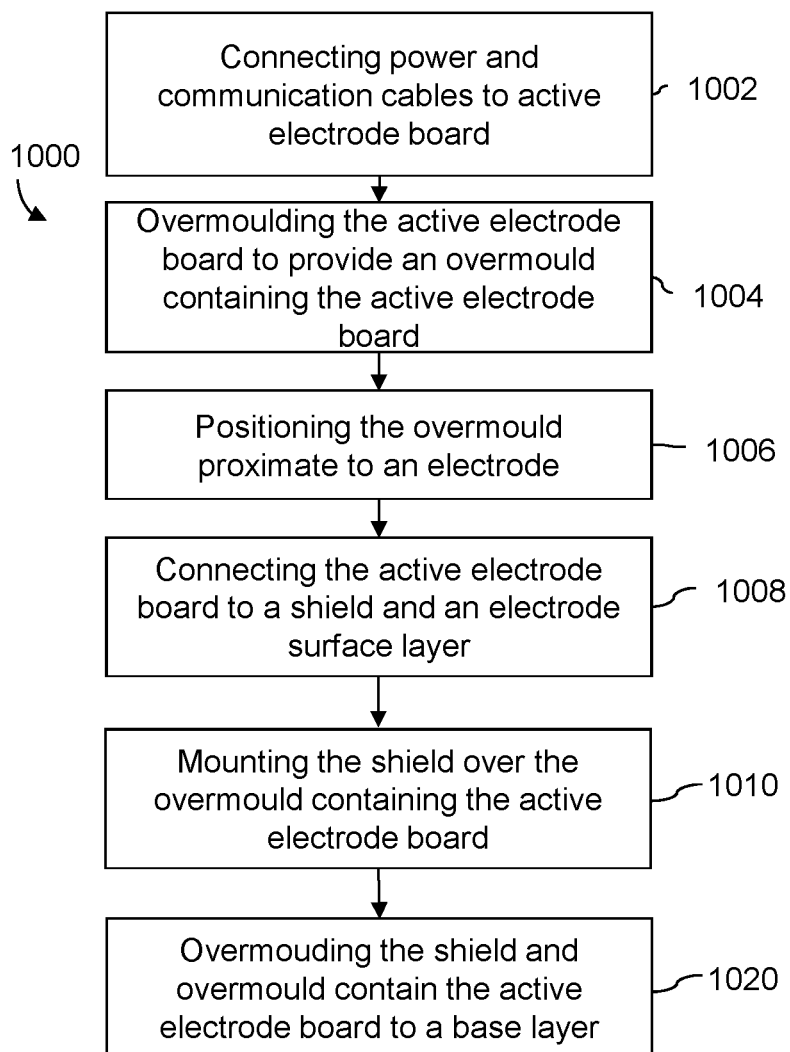 Connecting power and
communication cables to active
electrode board
1002
1000
Overmoulding the active electrode
board to provide an overmould
containing the active electrode
board
1004
Positioning the overmould
proximate to an electrode
1006
Connecting the active electrode
board to a shield and an electrode
surface layer
1008
Mounting the shield over the
overmould containing the active
electrode board
1010
Overmouding the shield and
overmould contain the active
electrode board to a base layer
1020